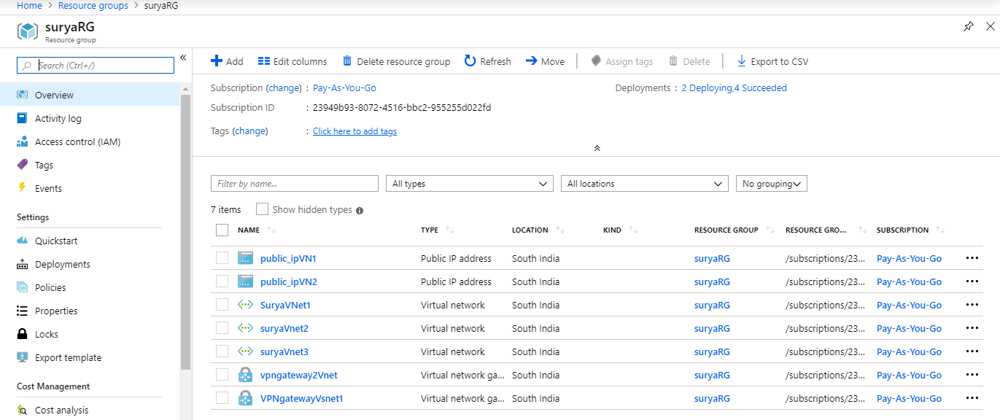 Home > Resource groups > suryaRG
suryaRG
Resource group
Search (Ctrl+/)
«
Overview
Activity log
Access control (IAM)
Tags
Events
Settings
Quickstart
Deployments
Policies
Properties
Locks
Export template
Cost Management
Cost analysis
Add Edit columns Delete resource group Refresh Move Assign tags Delete Export to CSV
Subscription (change) : Pay-As-You-Go Deployments : 2 Deploying,4 Succeeded
Subscription ID : 23949b93-8072-4516-bbc2-955255d022fd
Tags (change) : Click here to add tags
Filter by name... All types All locations No grouping
7 items Show hidden types
NAME TYPE LOCATION KIND RESOURCE GROUP RESOURCE GRO... SUBSCRIPTION
public_ipVN1 Public IP address South India suryaRG /subscriptions/23... Pay-As-You-Go ...
public_ipVN2 Public IP address South India suryaRG /subscriptions/23... Pay-As-You-Go ...
SuryaVNet1 Virtual network South India suryaRG /subscriptions/23... Pay-As-You-Go ...
suryaVnet2 Virtual network South India suryaRG /subscriptions/23... Pay-As-You-Go ...
suryaVnet3 Virtual network South India suryaRG /subscriptions/23... Pay-As-You-Go ...
vpngateway2Vnet Virtual network ga... South India suryaRG /subscriptions/23... Pay-As-You-Go ...
VPNgatewayVsnet1 Virtual network ga... South India suryaRG /subscriptions/23... Pay-As-You-Go ...